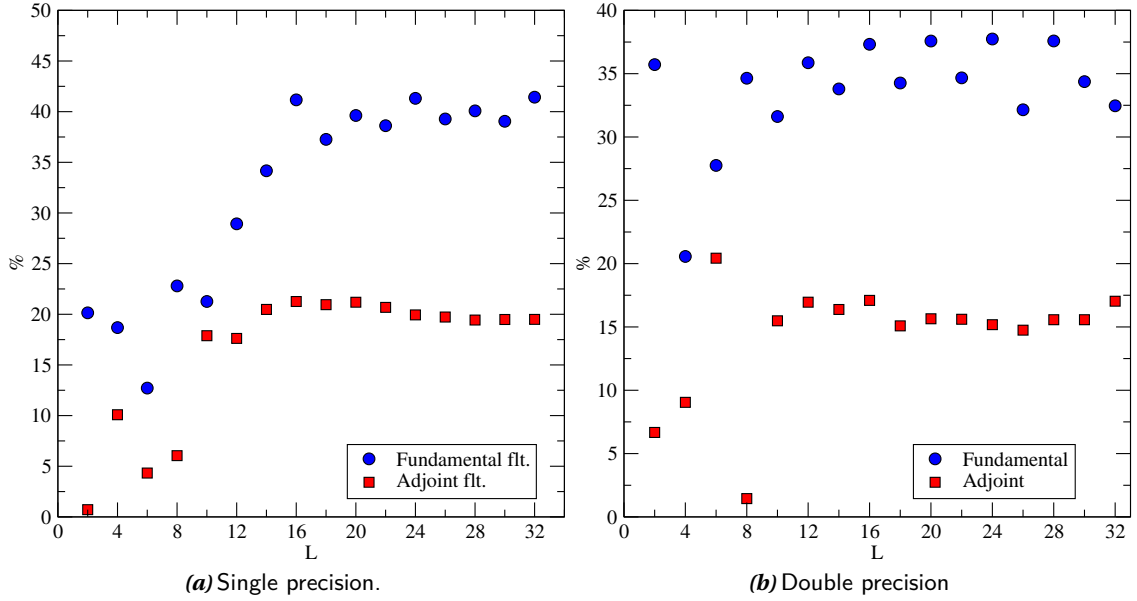 50
45
40
35
30
25
20
15
10
5
0
%
0 4 8 12 16 20 24 28 32
L
Fundamental flt.
Adjoint flt.
(a) Single precision.
40
35
30
25
20
15
10
5
0
%
0 4 8 12 16 20 24 28 32
L
Fundamental
Adjoint
(b) Double precision